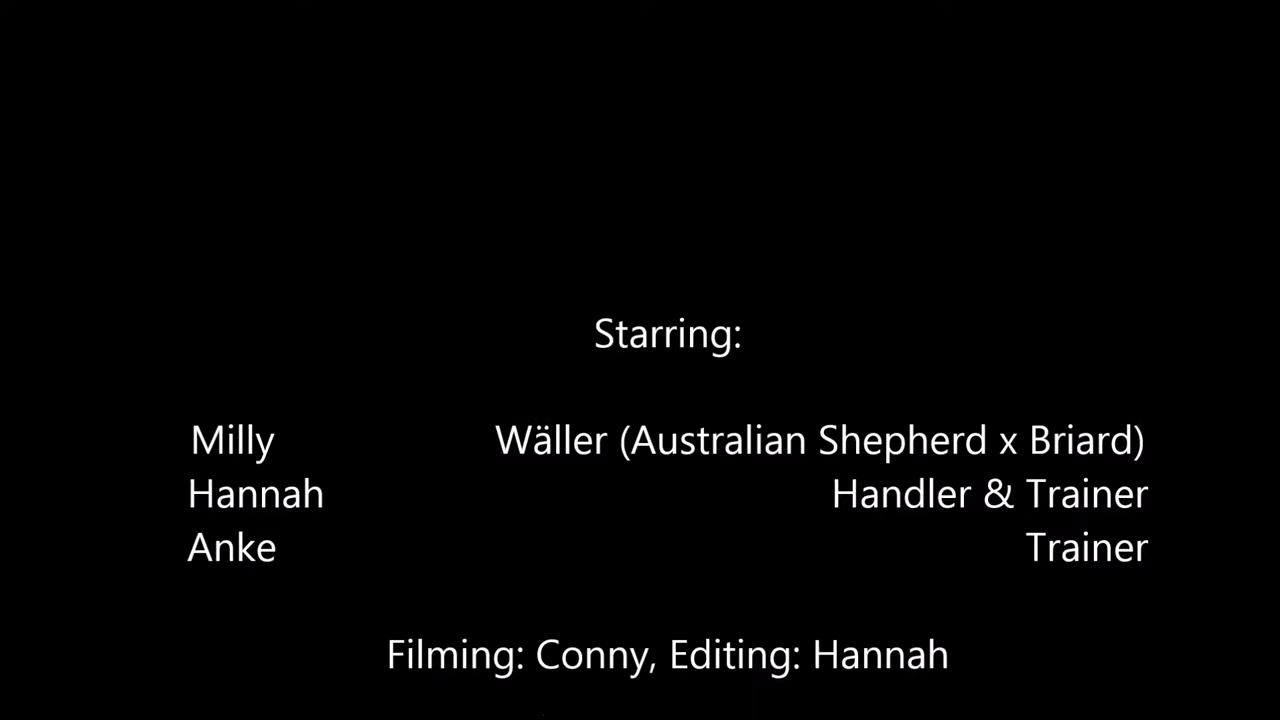 Starring:
Milly Wäller (Australian Shepherd x Briard)
Hannah Handler & Trainer
Anke Trainer
Filming: Conny, Editing: Hannah